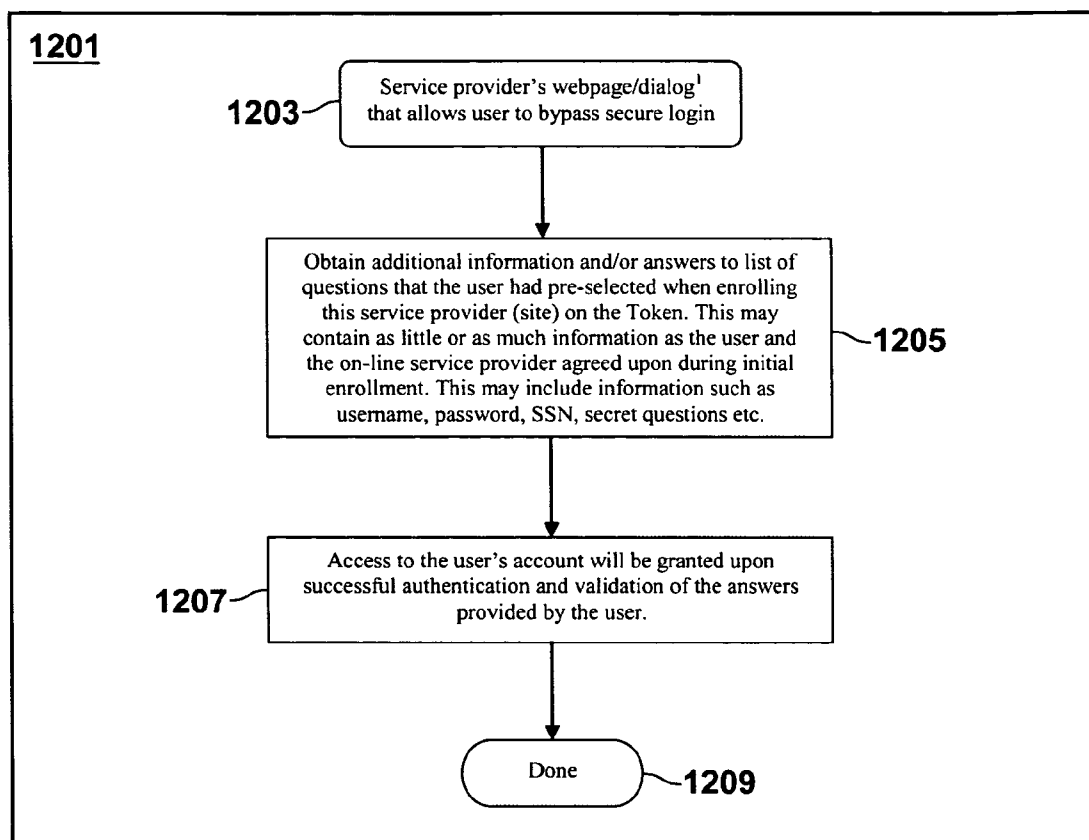 1201
Service provider's webpage/dialog¹
that allows user to bypass secure login
1203
Obtain additional information and/or answers to list of
questions that the user had pre-selected when enrolling
this service provider (site) on the Token. This may
contain as little or as much information as the user and
the on-line service provider agreed upon during initial
enrollment. This may include information such as
username, password, SSN, secret questions etc.
1205
Access to the user's account will be granted upon
successful authentication and validation of the answers
provided by the user.
1207
Done
1209